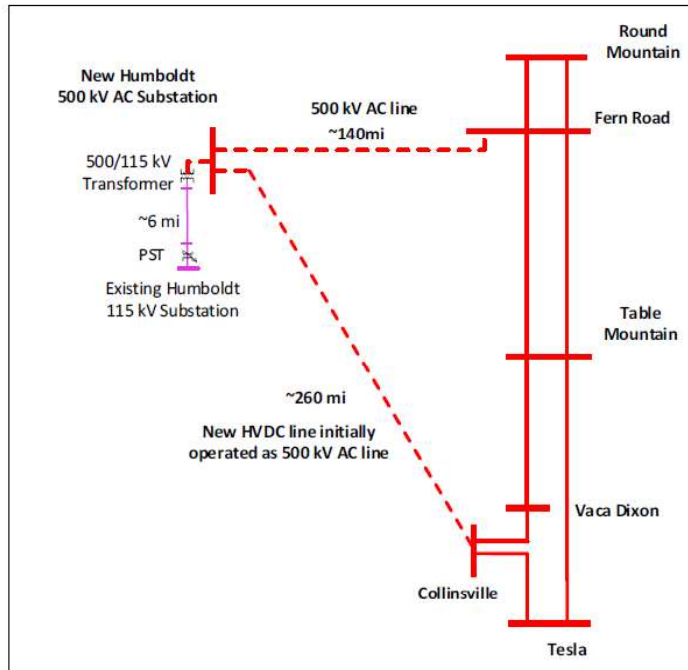 Round
Mountain
New Humboldt
500 kV AC Substation
500 kV AC line
~140mi
Fern Road
500/115 kV
Transformer
~6 mi
PST
Existing Humboldt
115 kV Substation
Table
Mountain
~260 mi
New HVDC line initially
operated as 500 kV AC line
Vaca Dixon
Collinsville
Tesla